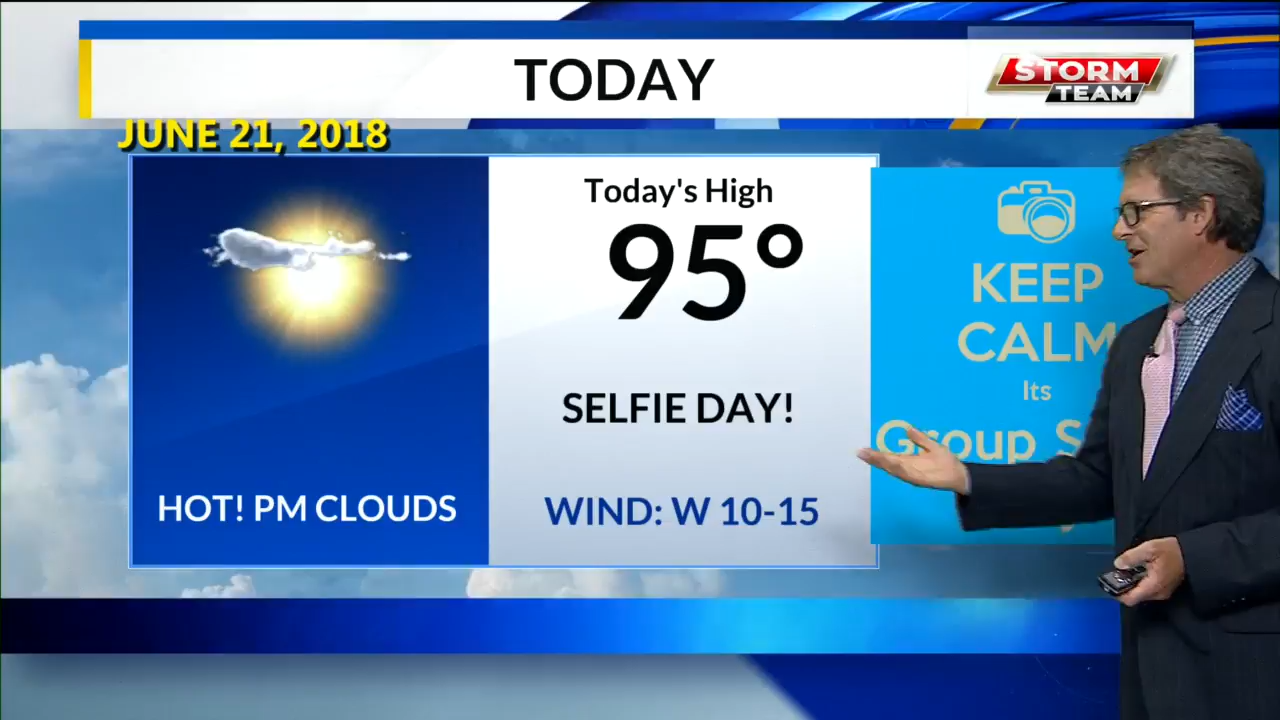 TODAY
STORM
TEAM
JUNE 21, 2018
Today's High
95°
SELFIE DAY!
WIND: W 10-15
HOT! PM CLOUDS
KEEP
CALM
Its
Group